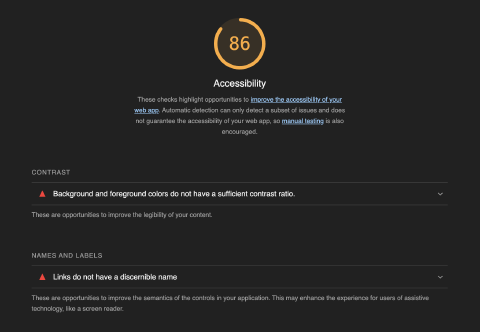 86
Accessibility
These checks highlight opportunities to improve the accessibility of your
web app. Automatic detection can only detect a subset of issues and does
not guarantee the accessibility of your web app, so manual testing is also
encouraged.
CONTRAST
Background and foreground colors do not have a sufficient contrast ratio.
These are opportunities to improve the legibility of your content.
NAMES AND LABELS
Links do not have a discernible name
These are opportunities to improve the semantics of the controls in your application. This may enhance the experience for users of assistive
technology, like a screen reader.